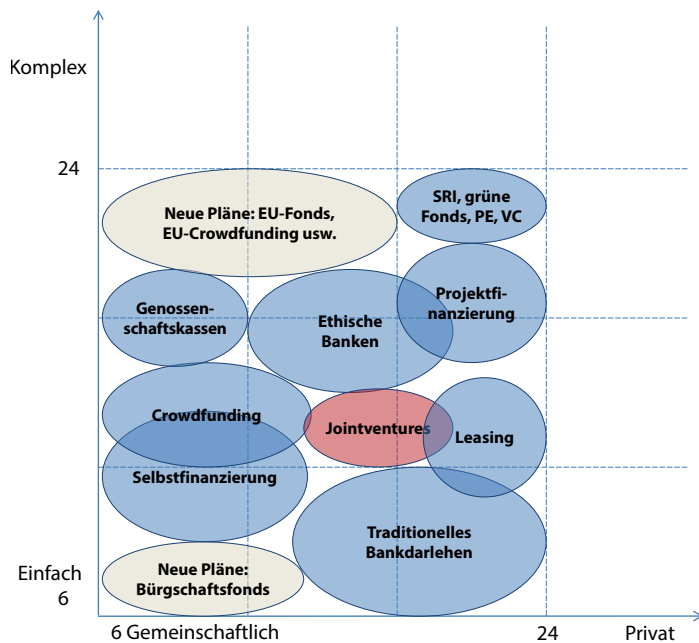 Komplex
24
Neue Pläne: EU-Fonds,
EU-Crowdfunding usw.
SRI, grüne
Fonds, PE, VC
Genossen-
schaftskassen
Ethische
Banken
Projektfi-
nanzierung
Crowdfunding
Jointventures
Leasing
Selbstfinanzierung
Traditionelles
Bankdarlehen
Neue Pläne:
Bürgschaftsfonds
Einfach
6
6 Gemeinschaftlich
24
Privat